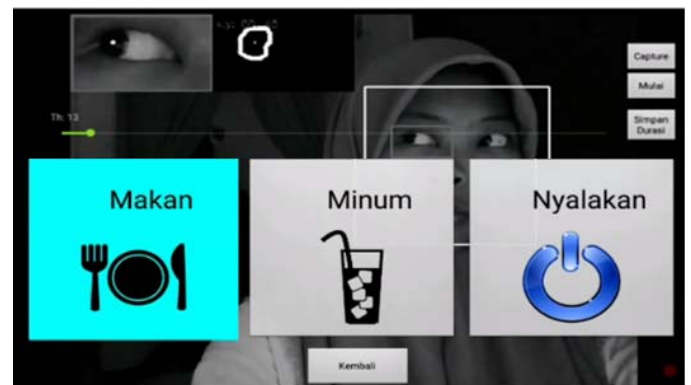 Capture
Mulai
Th: 13
Simpan
Durasi
Makan
Minum
Nyalakan
Kembali